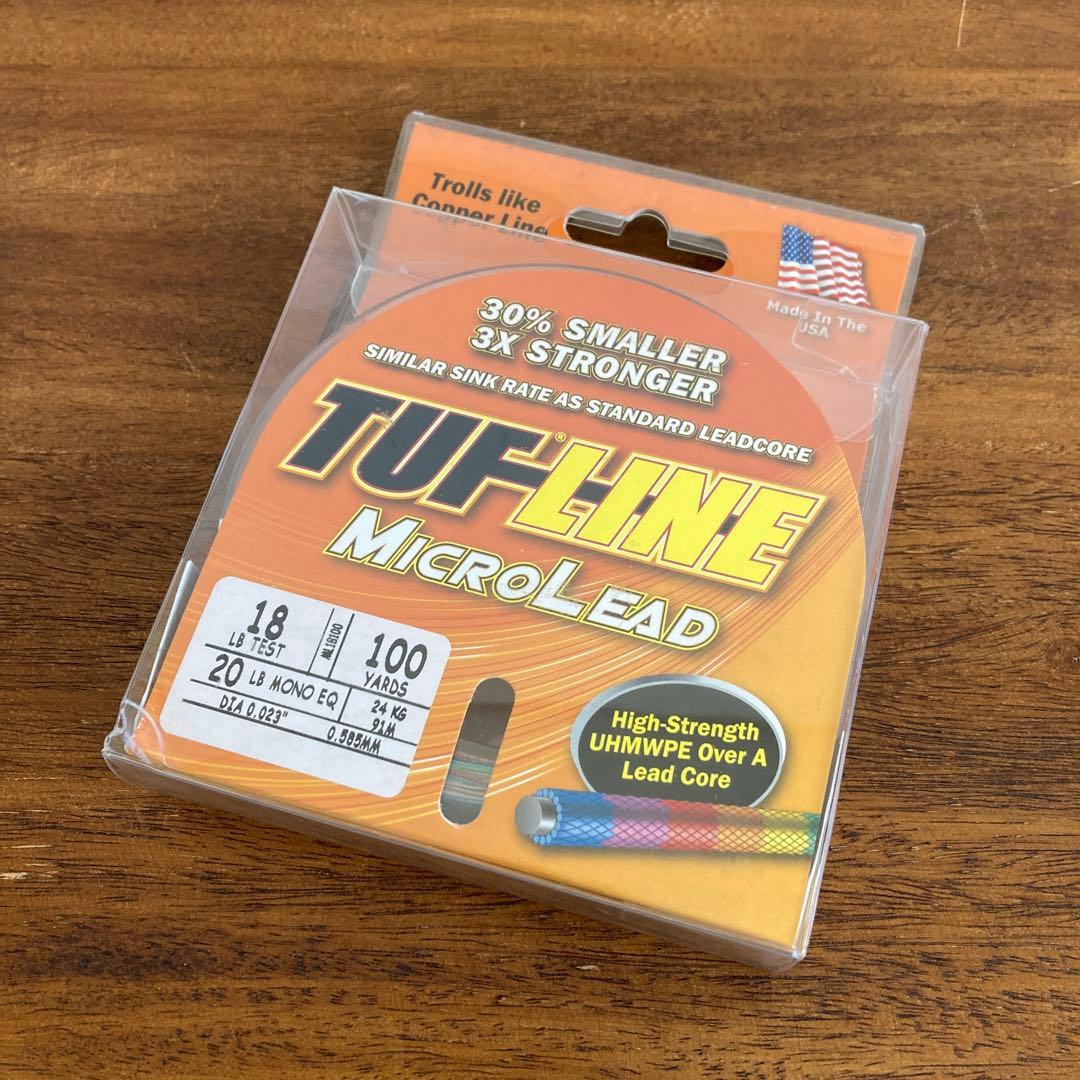 Trolls like
Copper Line
Made In The
USA
30% SMALLER
3X STRONGER
SIMILAR SINK RATE AS STANDARD LEADCORE
TUF-LINE®
MICROLEAD
18
LB TEST
ML18100
100
YARDS
20 LB MONO EQ
24 KG
91M
DIA 0.023"
0.585MM
High-Strength
UHMWPE Over A
Lead Core